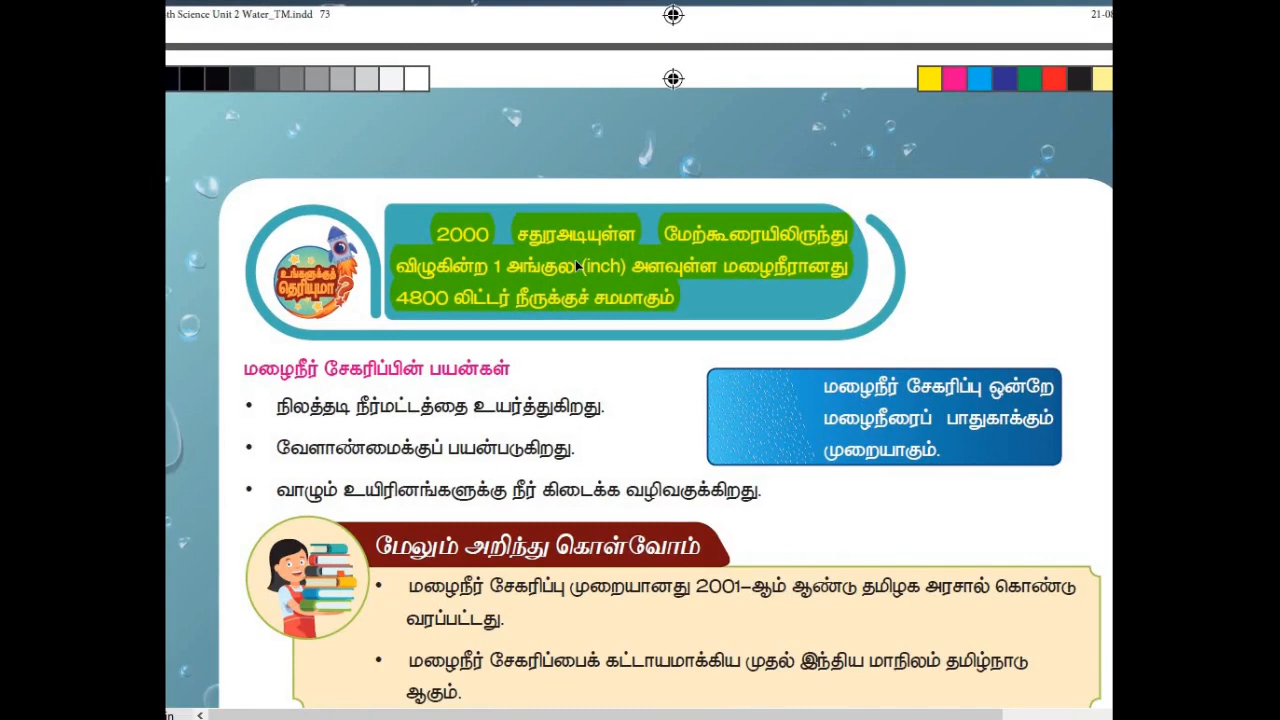 th Science Unit 2 Water_TM.indd 73
21-08
உங்களுக்குத் தெரியுமா?
2000 சதுரஅடியுள்ள மேற்கூரையிலிருந்து
விழுகின்ற 1 அங்குல (inch) அளவுள்ள மழைநீரானது
4800 லிட்டர் நீருக்குச் சமமாகும்
மழைநீர் சேகரிப்பின் பயன்கள்
• நிலத்தடி நீர்மட்டத்தை உயர்த்துகிறது.
• வேளாண்மைக்குப் பயன்படுகிறது.
• வாழும் உயிரினங்களுக்கு நீர் கிடைக்க வழிவகுக்கிறது.
மழைநீர் சேகரிப்பு ஒன்றே
மழைநீரைப் பாதுகாக்கும்
முறையாகும்.
மேலும் அறிந்து கொள்வோம்
• மழைநீர் சேகரிப்பு முறையானது 2001-ஆம் ஆண்டு தமிழக அரசால் கொண்டு
வரப்பட்டது.
• மழைநீர் சேகரிப்பைக் கட்டாயமாக்கிய முதல் இந்திய மாநிலம் தமிழ்நாடு
ஆகும்.
in